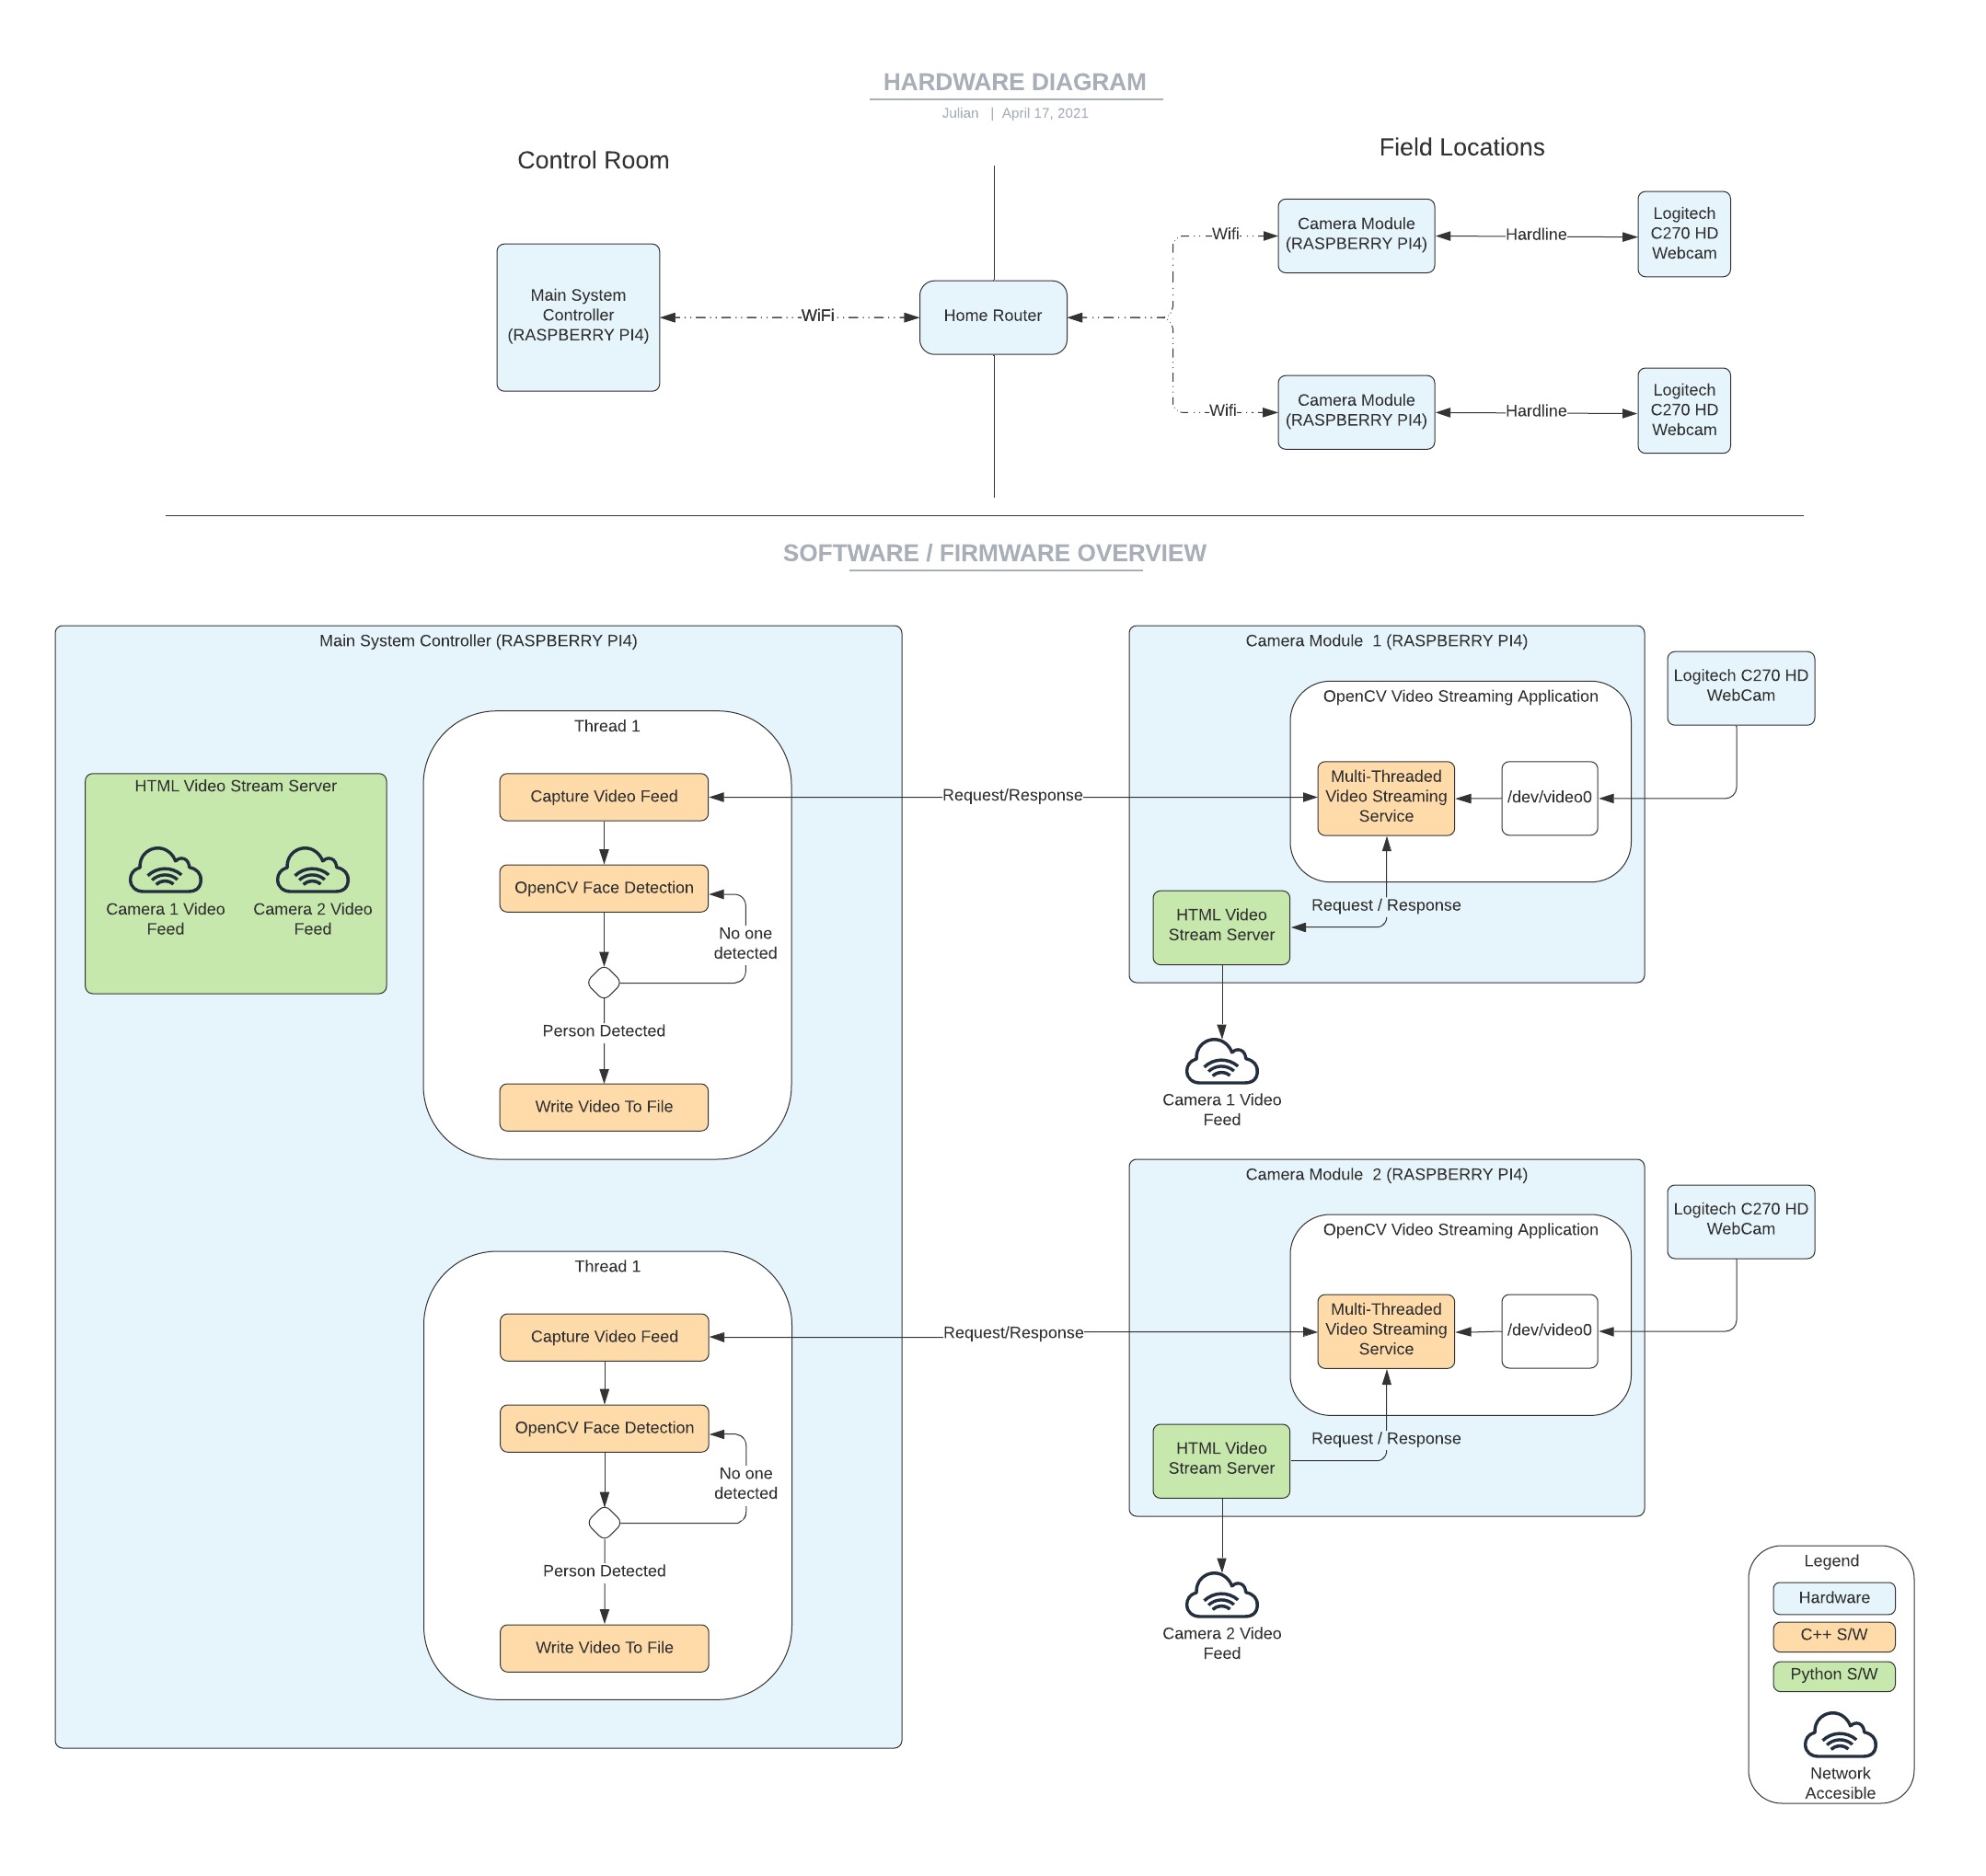 HARDWARE DIAGRAM
Julian | April 17, 2021
Control Room
Field Locations
Main System
Controller
(RASPBERRY PI4)
WiFi
Home Router
Wifi
Camera Module
(RASPBERRY PI4)
Hardline
Logitech
C270 HD
Webcam
Wifi
Camera Module
(RASPBERRY PI4)
Hardline
Logitech
C270 HD
Webcam
SOFTWARE / FIRMWARE OVERVIEW
Main System Controller (RASPBERRY PI4)
HTML Video Stream Server
Camera 1 Video
Feed
Camera 2 Video
Feed
Thread 1
Capture Video Feed
OpenCV Face Detection
No one
detected
Person Detected
Write Video To File
Thread 1
Capture Video Feed
OpenCV Face Detection
No one
detected
Person Detected
Write Video To File
Request/Response
Request/Response
Camera Module 1 (RASPBERRY PI4)
OpenCV Video Streaming Application
Multi-Threaded
Video Streaming
Service
/dev/video0
Logitech C270 HD
WebCam
Request / Response
HTML Video
Stream Server
Camera 1 Video
Feed
Camera Module 2 (RASPBERRY PI4)
OpenCV Video Streaming Application
Multi-Threaded
Video Streaming
Service
/dev/video0
Logitech C270 HD
WebCam
Request / Response
HTML Video
Stream Server
Camera 2 Video
Feed
Legend
Hardware
C++ S/W
Python S/W
Network
Accesible